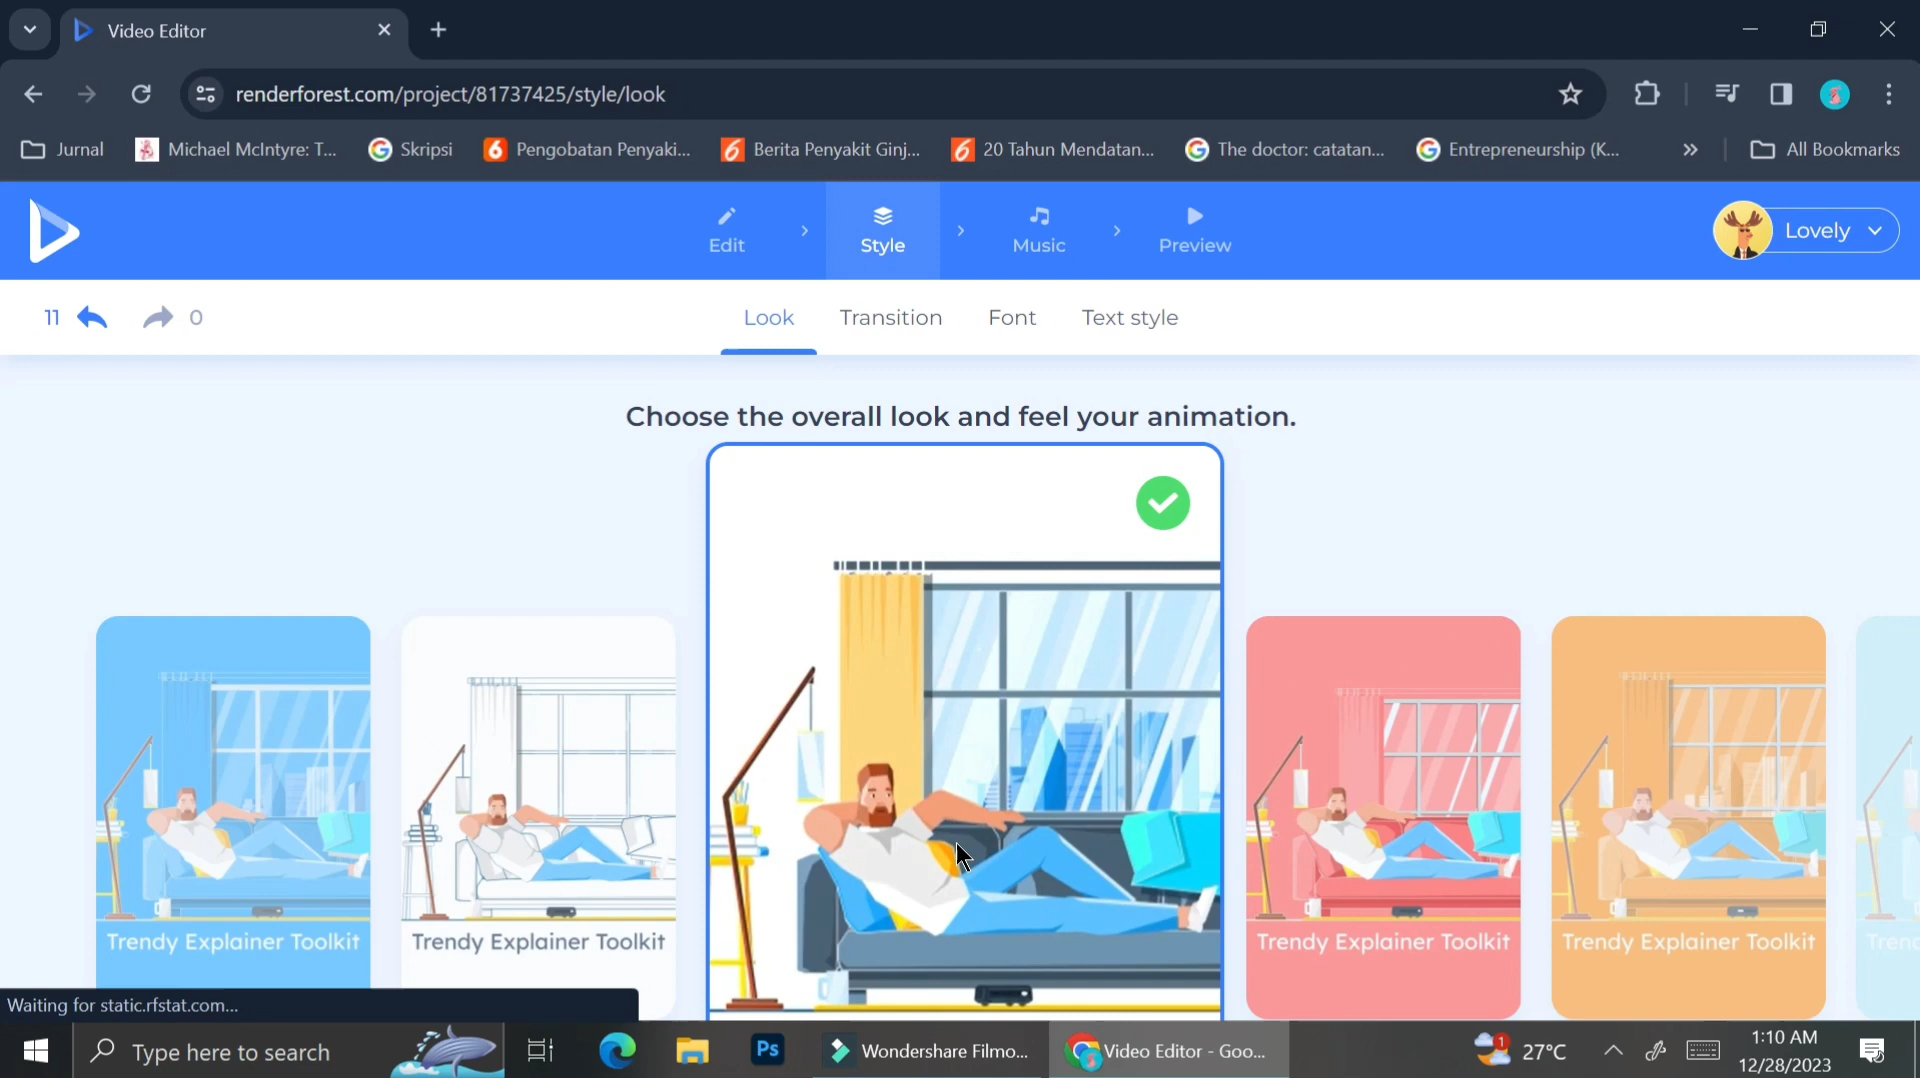 Video Editor
renderforest.com/project/81737425/style/look
Jurnal
Michael McIntyre: T...
Skripsi
Pengobatan Penyaki...
Berita Penyakit Ginj...
20 Tahun Mendatan...
The doctor: catatan...
Entrepreneurship (K...
»
All Bookmarks
Edit
Style
Music
Preview
Lovely
11
0
Look
Transition
Font
Text style
Choose the overall look and feel your animation.
Trendy Explainer Toolkit
Trendy Explainer Toolkit
Trendy Explainer Toolkit
Trendy Explainer Toolkit
Tren
Waiting for static.rfstat.com...
Type here to search
Ps
Wondershare Filmo...
Video Editor - Goo...
1
27°C
1:10 AM
12/28/2023